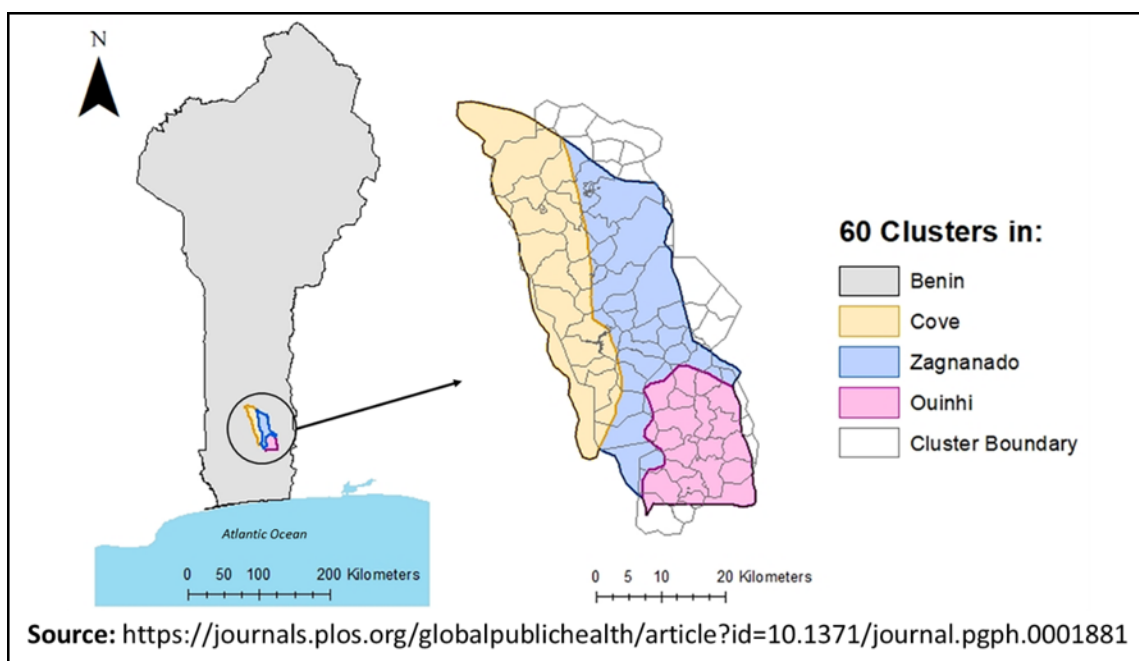 N
60 Clusters in:
Benin
Cove
Zagnanado
Ouinhi
Cluster Boundary
Atlantic Ocean
0 50 100 200 Kilometers
0 5 10 20 Kilometers
Source: https://journals.plos.org/globalpublichealth/article?id=10.1371/journal.pgph.0001881